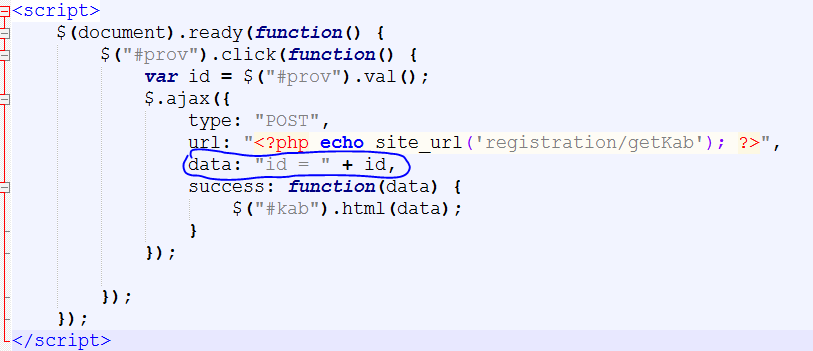 <script>
$(document).ready(function() {
$("#prov").click(function() {
var id = $("#prov").val();
$.ajax({
type: "POST",
url: "<?php echo site_url('registration/getKab'); ?>",
data: "id = " + id,
success: function(data) {
$("#kab").html(data);
}
});
});
});
</script>